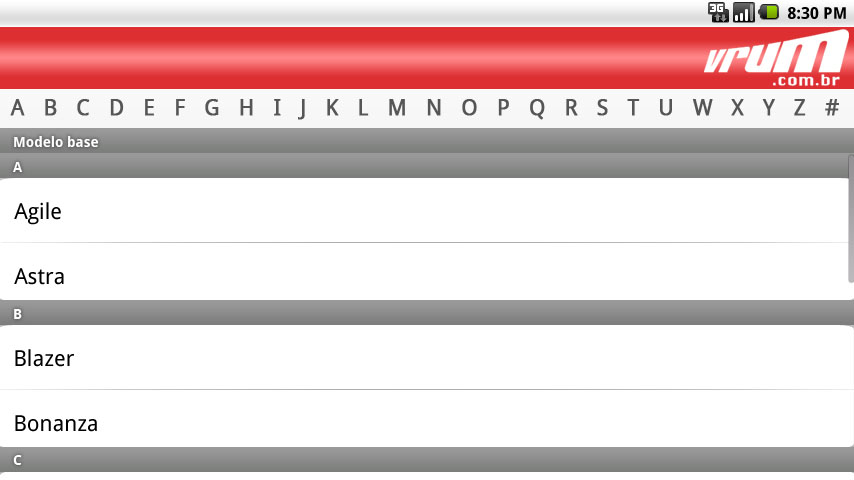 3G 8:30 PM
vrum
.com.br
A B C D E F G H I J K L M N O P Q R S T U W X Y Z #
Modelo base
A
Agile
Astra
B
Blazer
Bonanza
C